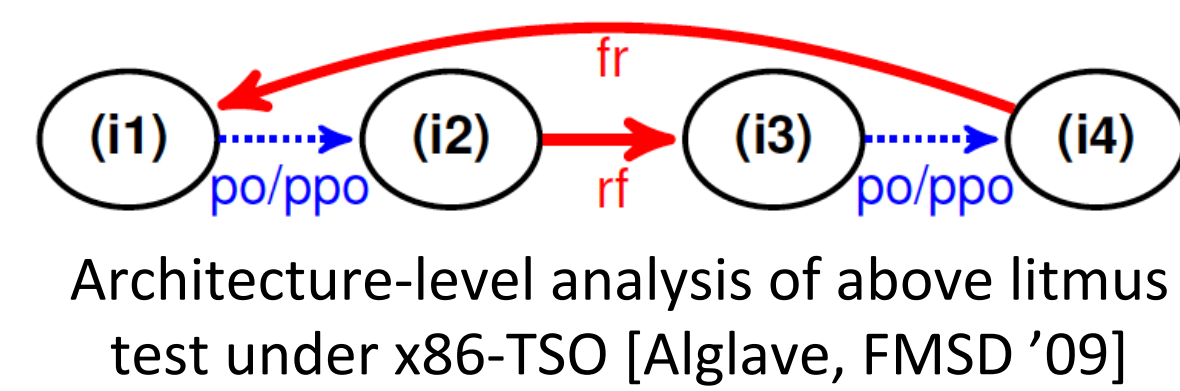 fr
(i1) (i2) (i3) (i4)
po/ppo rf po/ppo
Architecture-level analysis of above litmus
test under x86-TSO [Alglave, FMSD ’09]